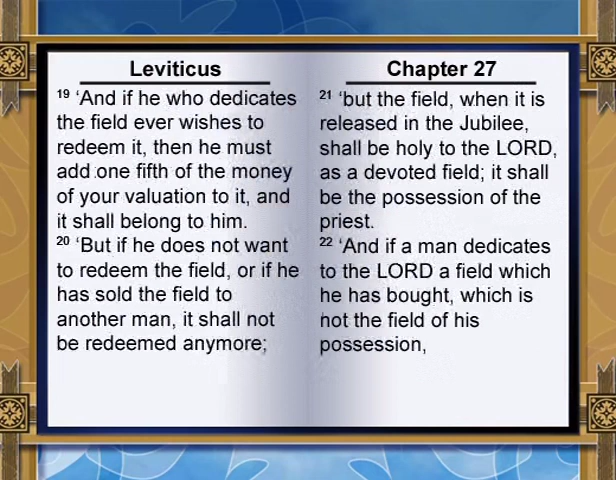 Leviticus
19 ‘And if he who dedicates
the field ever wishes to
redeem it, then he must
add one fifth of the money
of your valuation to it, and
it shall belong to him.
20 ‘But if he does not want
to redeem the field, or if he
has sold the field to
another man, it shall not
be redeemed anymore;
Chapter 27
21 ‘but the field, when it is
released in the Jubilee,
shall be holy to the LORD,
as a devoted field; it shall
be the possession of the
priest.
22 ‘And if a man dedicates
to the LORD a field which
he has bought, which is
not the field of his
possession,